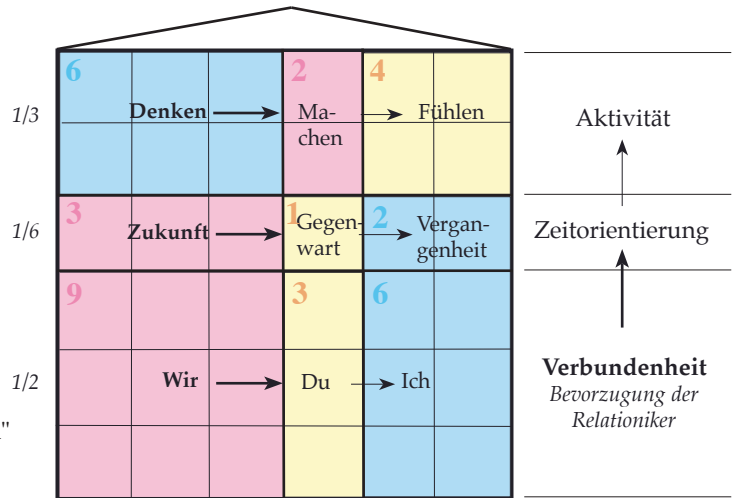 6 2 4
1/3 Denken Ma-
chen Fühlen Aktivität
3 1 2
1/6 Zukunft Gegen-
wart Vergan-
genheit Zeitorientierung
9 3 6
1/2 Wir Du Ich Verbundenheit
Bevorzugung der
Relationiker
"